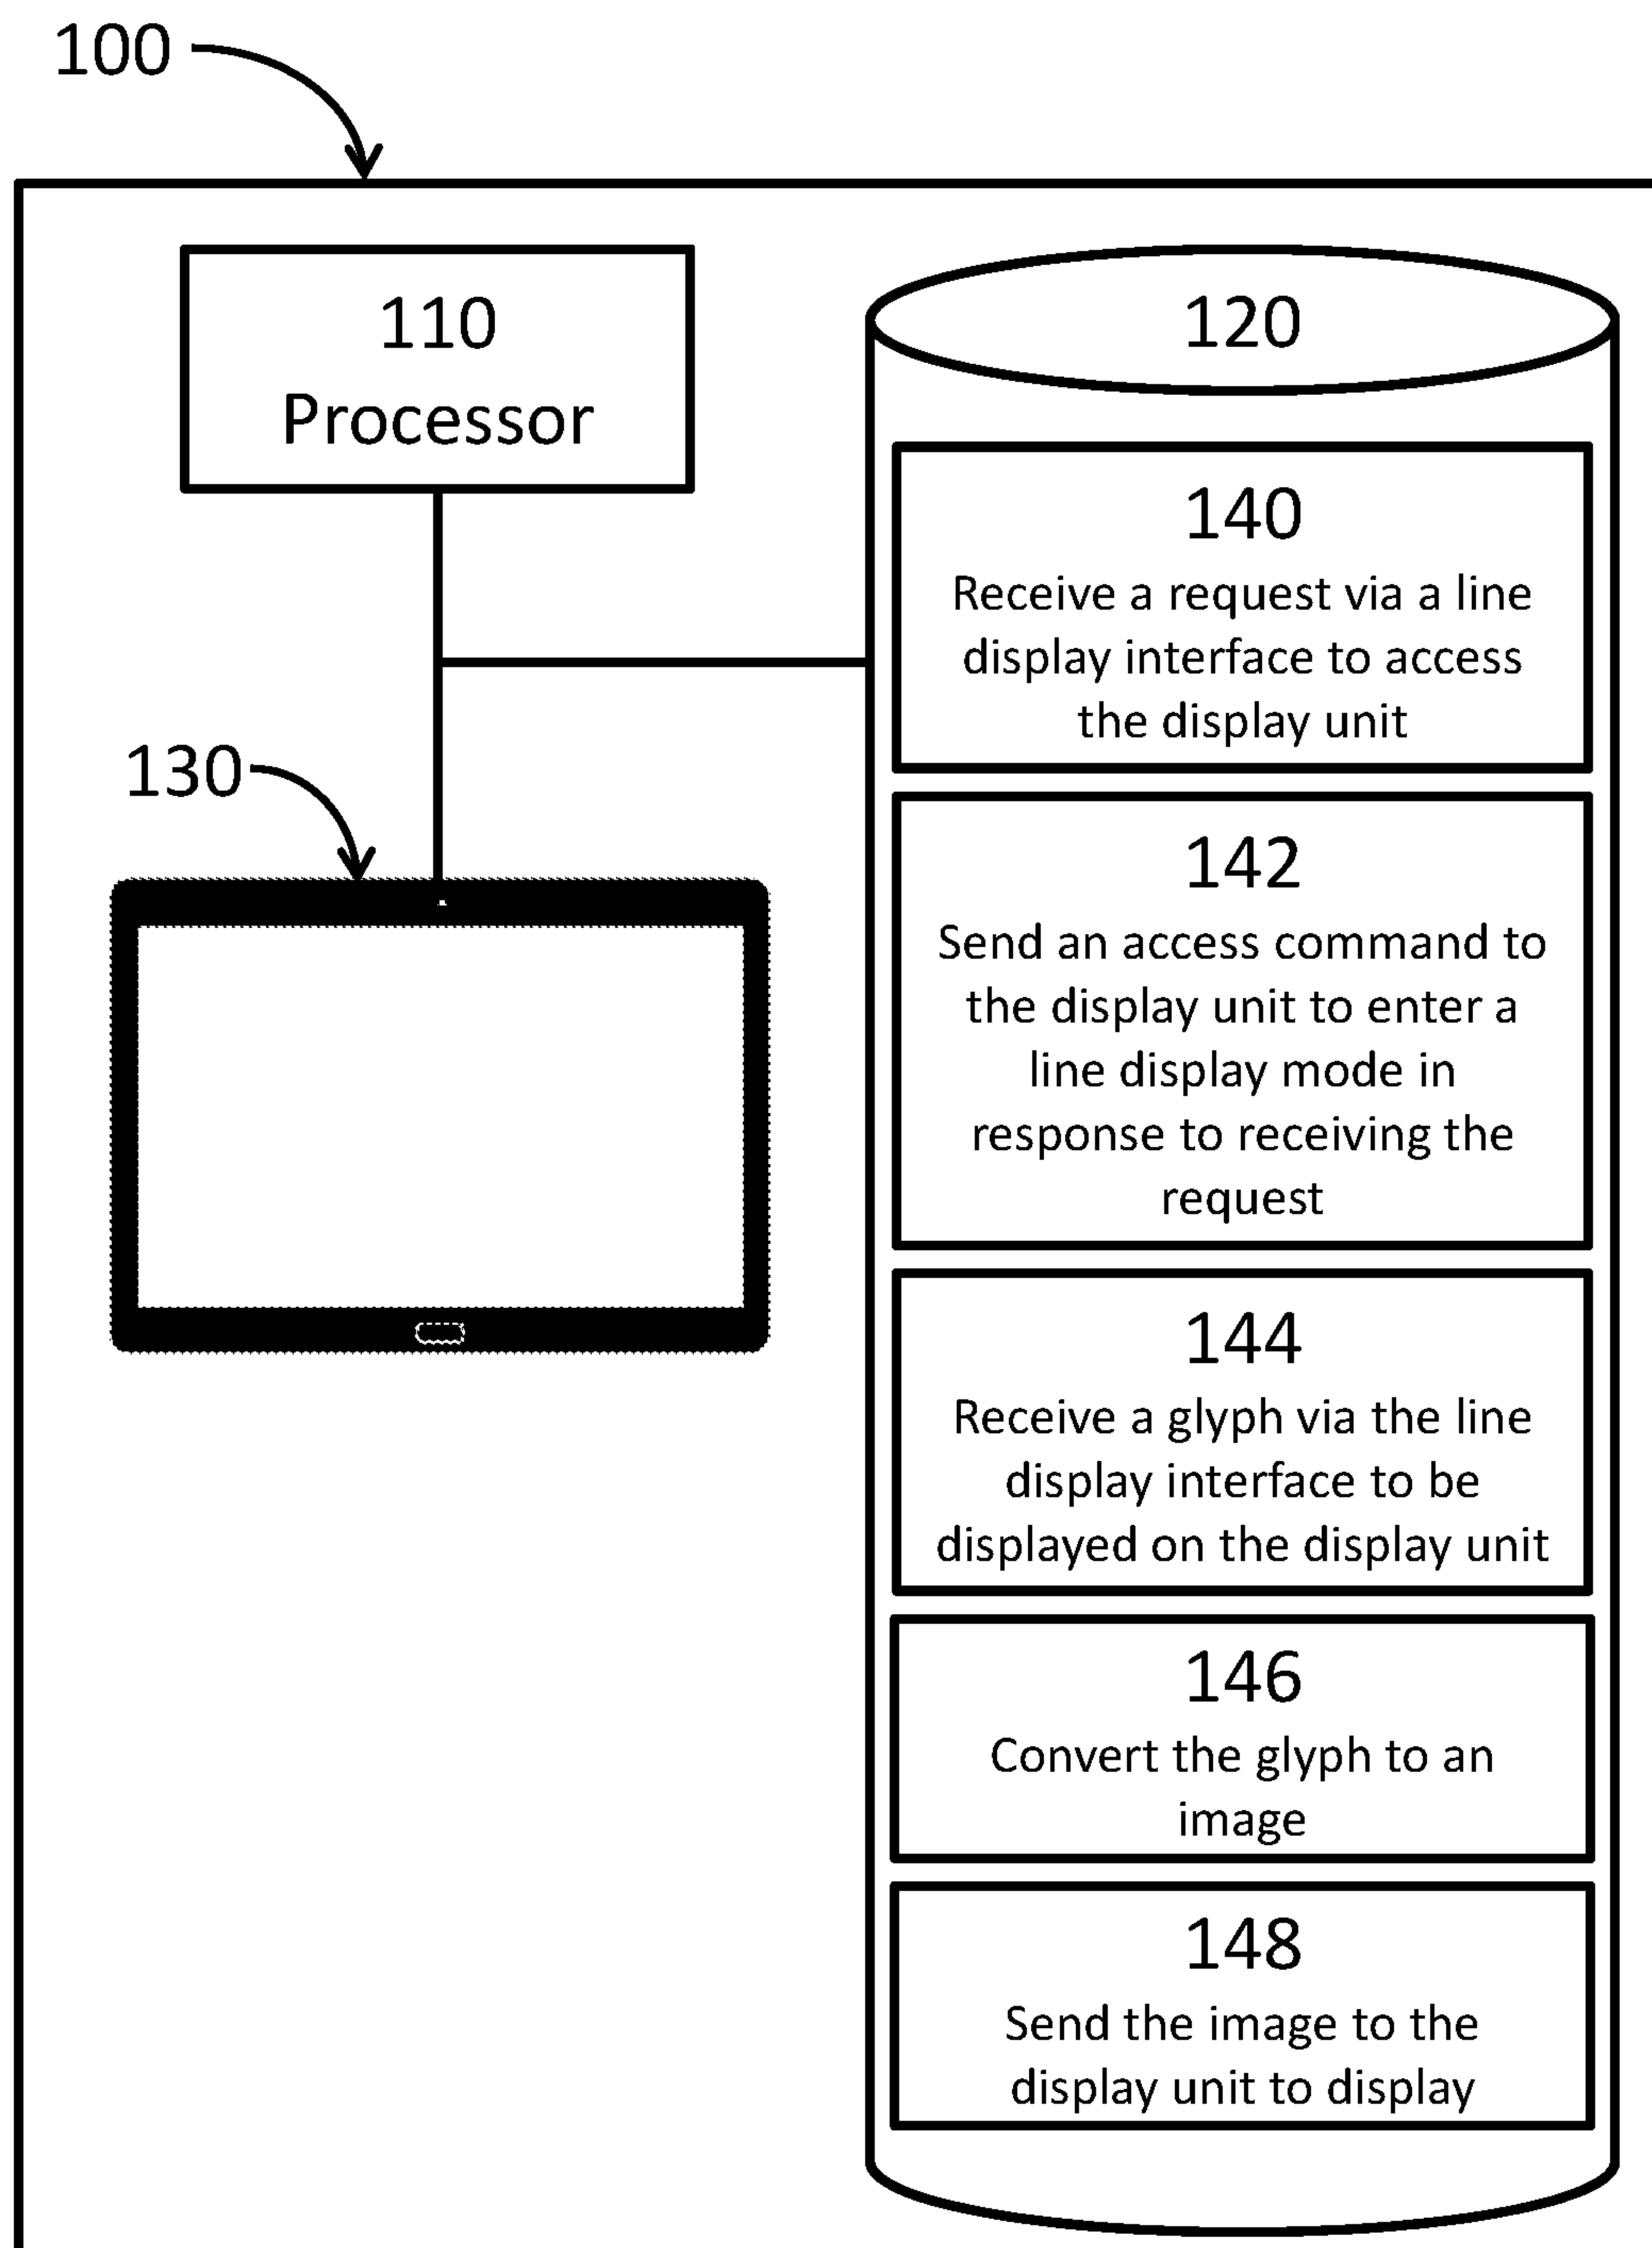 100
110
Processor
120
140
Receive a request via a line
display interface to access
the display unit
130
142
Send an access command to
the display unit to enter a
line display mode in
response to receiving the
request
144
Receive a glyph via the line
display interface to be
displayed on the display unit
146
Convert the glyph to an
image
148
Send the image to the
display unit to display